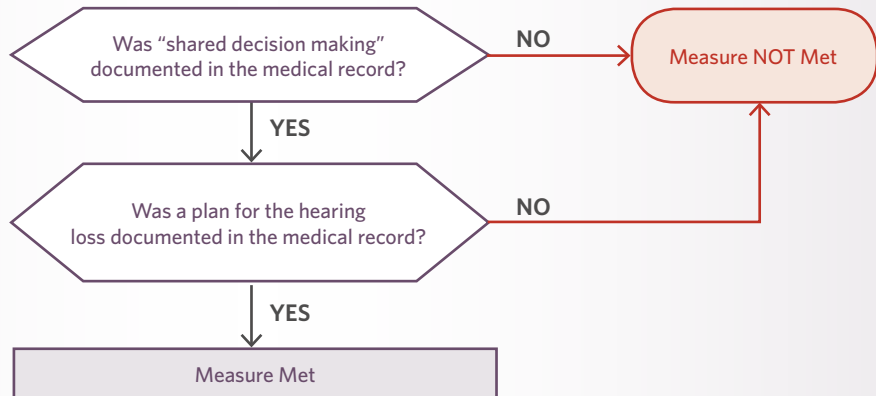 Was “shared decision making”
documented in the medical record?
NO
Measure NOT Met
YES
Was a plan for the hearing
loss documented in the medical record?
NO
YES
Measure Met